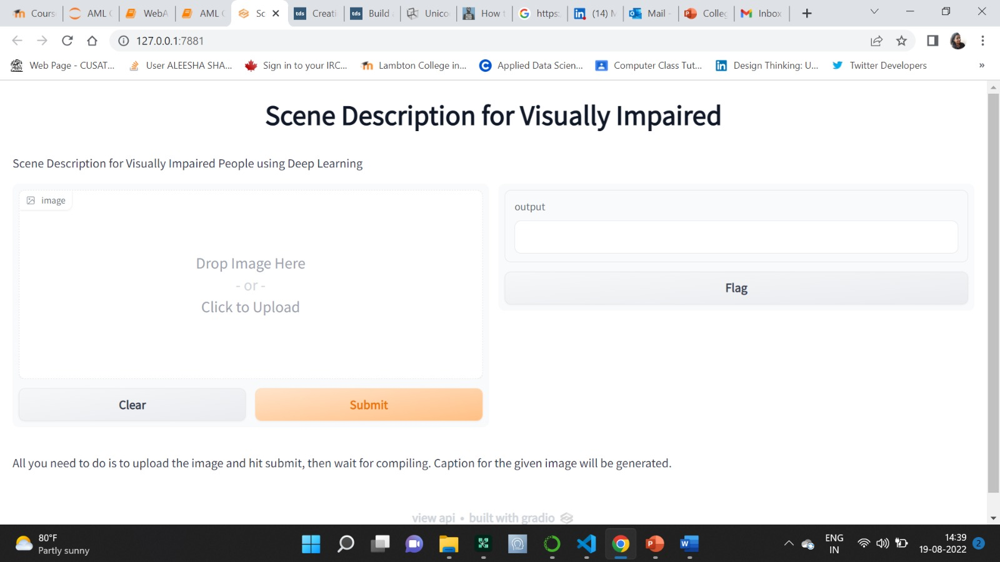 Cours
AML
WebA
AML
Sc
tds Creati
tds Build
Unico
How
https:
in (14)
Mail
Colle
Inbox
127.0.0.1:7881
Web Page - CUSAT...
User ALEESHA SHA...
Sign in to your IRC...
Lambton College in...
Applied Data Scien...
Computer Class Tut...
in Design Thinking: U...
Twitter Developers
»
Scene Description for Visually Impaired
Scene Description for Visually Impaired People using Deep Learning
image
Drop Image Here
- or -
Click to Upload
Clear
Submit
output
Flag
All you need to do is to upload the image and hit submit, then wait for compiling. Caption for the given image will be generated.
view api • built with gradio
80°F
Partly sunny
ENG
IN
14:39
19-08-2022
2